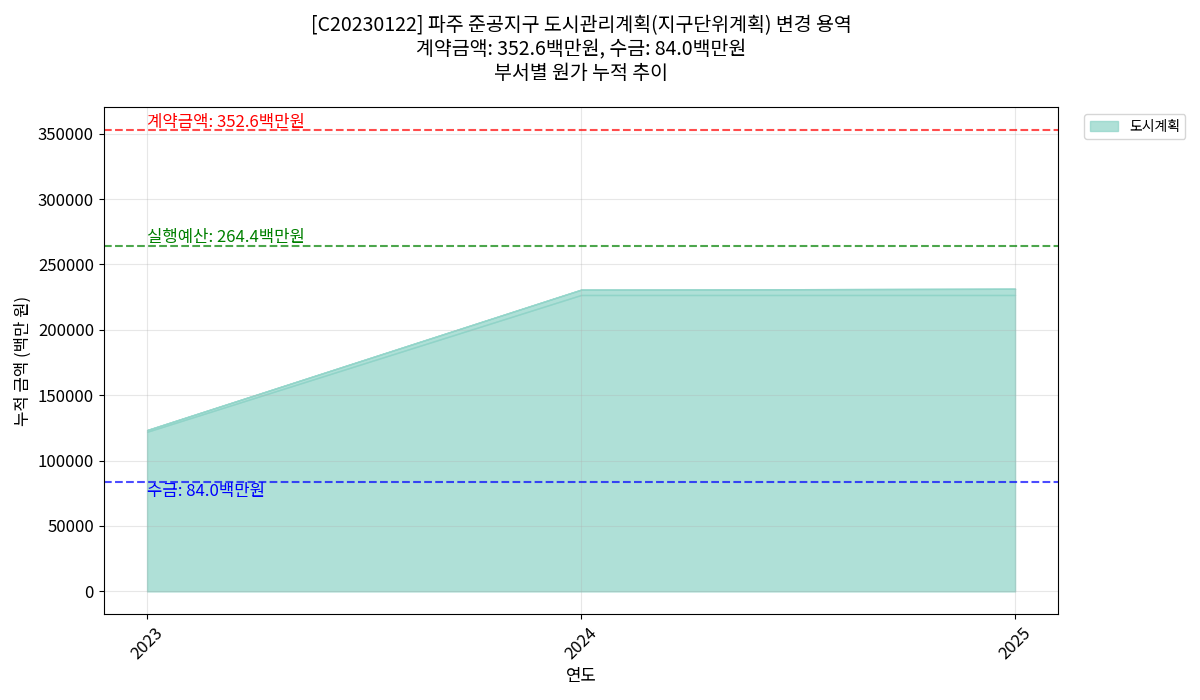 [C20230122] 파주 준공지구 도시관리계획(지구단위계획) 변경 용역
계약금액: 352.6백만원, 수금: 84.0백만원
부서별 원가 누적 추이
계약금액: 352.6백만원
실행예산: 264.4백만원
수금: 84.0백만원
도시계획
누적 금액 (백만 원)
350000
300000
250000
200000
150000
100000
50000
0
2023
2024
2025
연도